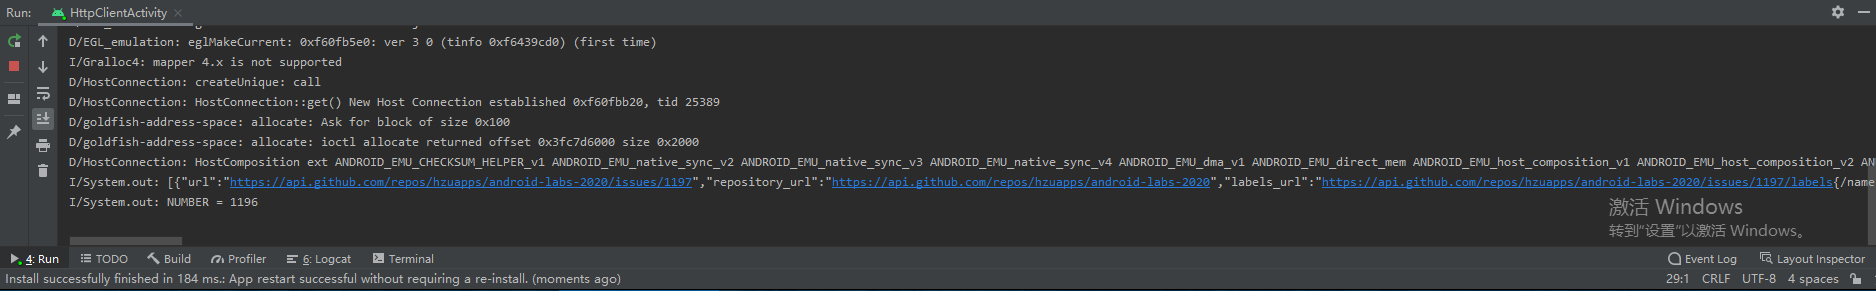 Run: HttpClientActivity
D/EGL_emulation: eglMakeCurrent: 0xf60fb5e0: ver 3 0 (tinfo 0xf6439cd0) (first time)
I/Gralloc4: mapper 4.x is not supported
D/HostConnection: createUnique: call
D/HostConnection: HostConnection::get() New Host Connection established 0xf60fbb20, tid 25389
D/goldfish-address-space: allocate: Ask for block of size 0x100
D/goldfish-address-space: allocate: ioctl allocate returned offset 0x3fc7d6000 size 0x2000
D/HostConnection: HostComposition ext ANDROID_EMU_CHECKSUM_HELPER_v1 ANDROID_EMU_native_sync_v2 ANDROID_EMU_native_sync_v3 ANDROID_EMU_native_sync_v4 ANDROID_EMU_dma_v1 ANDROID_EMU_direct_mem ANDROID_EMU_host_composition_v1 ANDROID_EMU_host_composition_v2 AN
I/System.out: [{"url":"https://api.github.com/repos/hzuapps/android-labs-2020/issues/1197","repository_url":"https://api.github.com/repos/hzuapps/android-labs-2020","labels_url":"https://api.github.com/repos/hzuapps/android-labs-2020/issues/1197/labels{/name
I/System.out: NUMBER = 1196
激活 Windows
转到"设置"以激活 Windows。
4: Run TODO Build Profiler 6: Logcat Terminal Event Log Layout Inspector
Install successfully finished in 184 ms.: App restart successful without requiring a re-install. (moments ago) 29:1 CRLF UTF-8 4 spaces